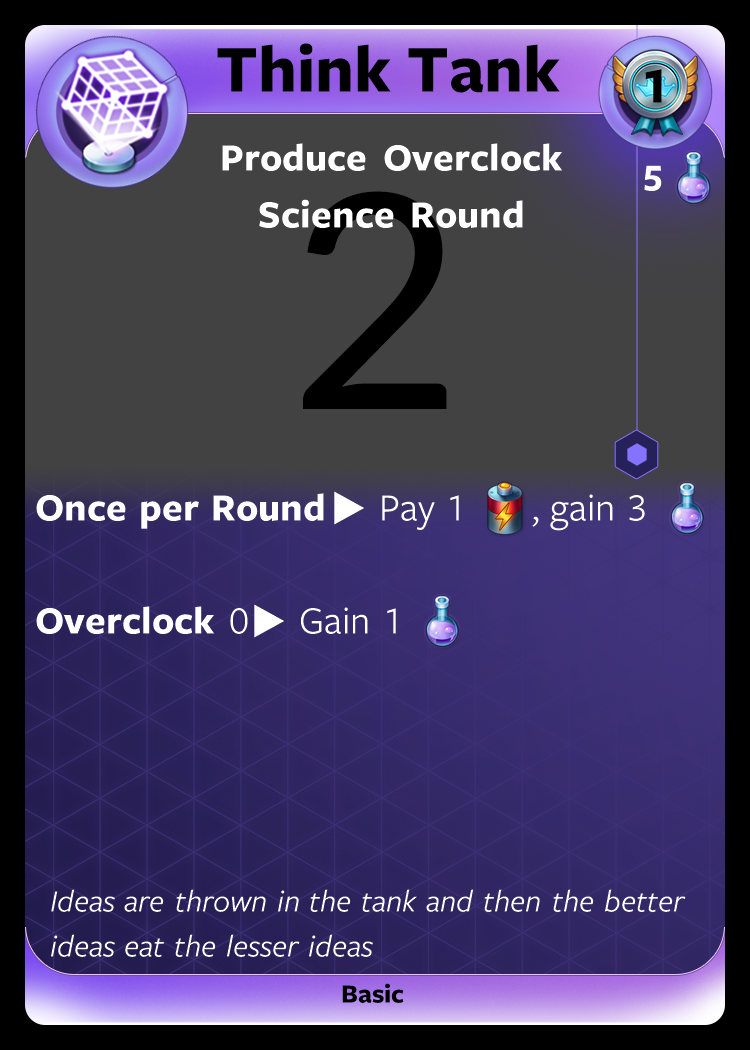 Think Tank
1
Produce Overclock
5
Science Round
2
Once per Round▶ Pay 1 , gain 3
Overclock 0▶ Gain 1
Ideas are thrown in the tank and then the better
ideas eat the lesser ideas
Basic